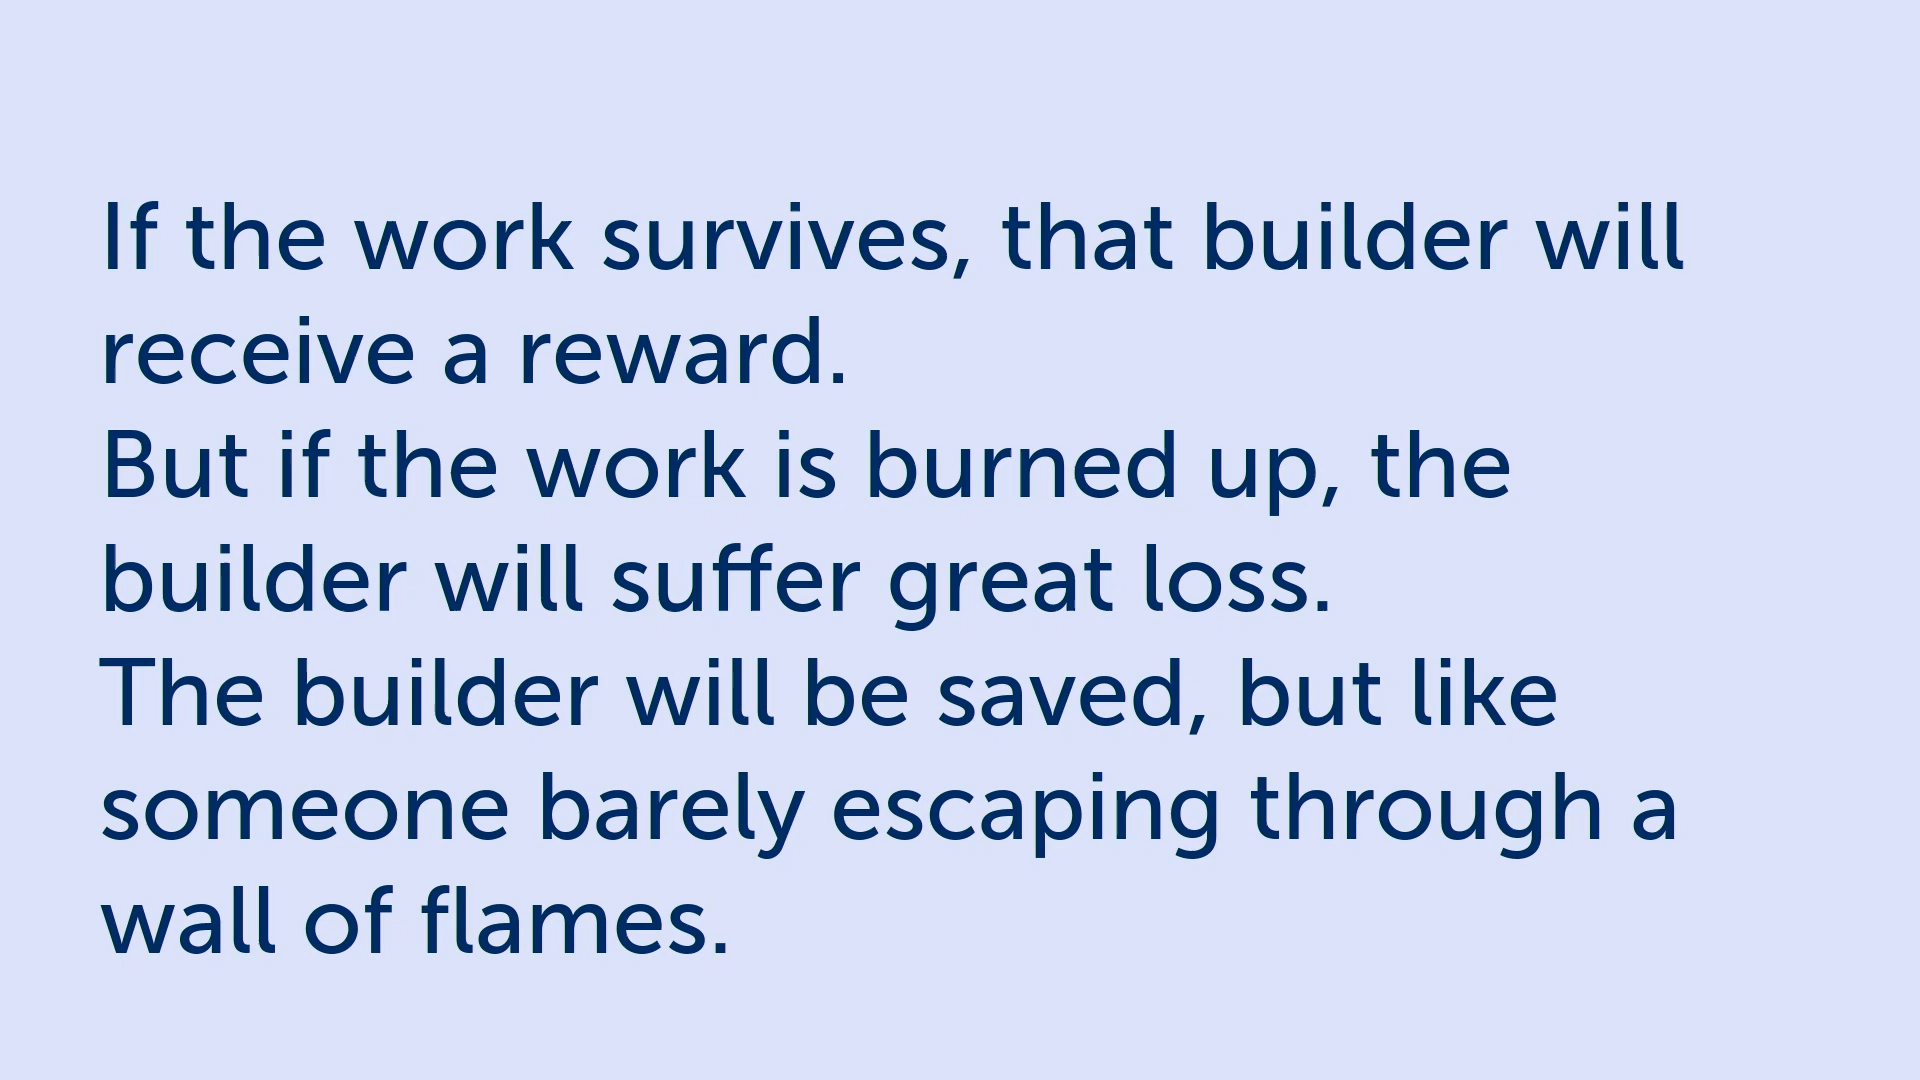 If the work survives, that builder will
receive a reward.
But if the work is burned up, the
builder will suffer great loss.
The builder will be saved, but like
someone barely escaping through a
wall of flames.